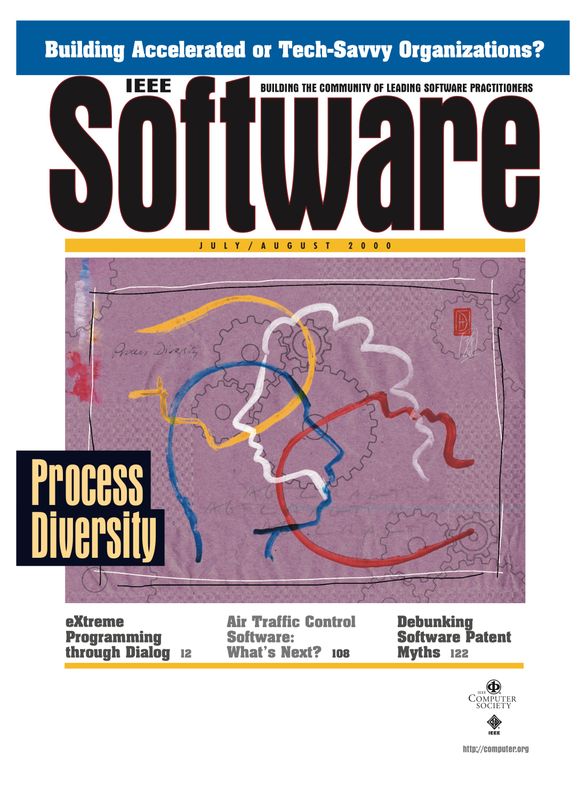 Building Accelerated or Tech-Savvy Organizations?
IEEE
BUILDING THE COMMUNITY OF LEADING SOFTWARE PRACTITIONERS
Software
JULY/AUGUST 2000
Process Diversity
Process
Diversity
eXtreme
Programming
through Dialog 12
Air Traffic Control
Software:
What's Next? 108
Debunking
Software Patent
Myths 122
IEEE
COMPUTER
SOCIETY
IEEE
http://computer.org